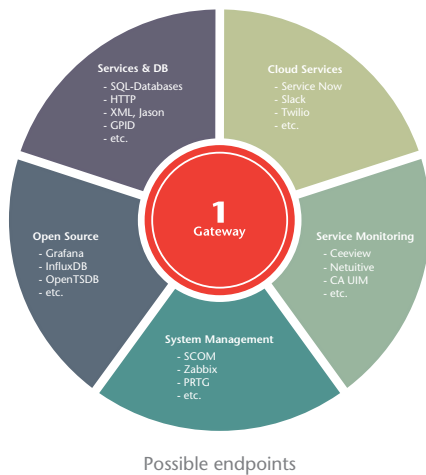 Services & DB
- SQL-Databases
- HTTP
- XML, Jason
- GPID
- etc.
Cloud Services
- Service Now
- Slack
- Twilio
- etc.
1
Gateway
Open Source
- Grafana
- InfluxDB
- OpenTSDB
- etc.
Service Monitoring
- Ceeview
- Netuitive
- CA UIM
- etc.
System Management
- SCOM
- Zabbix
- PRTG
- etc.
Possible endpoints